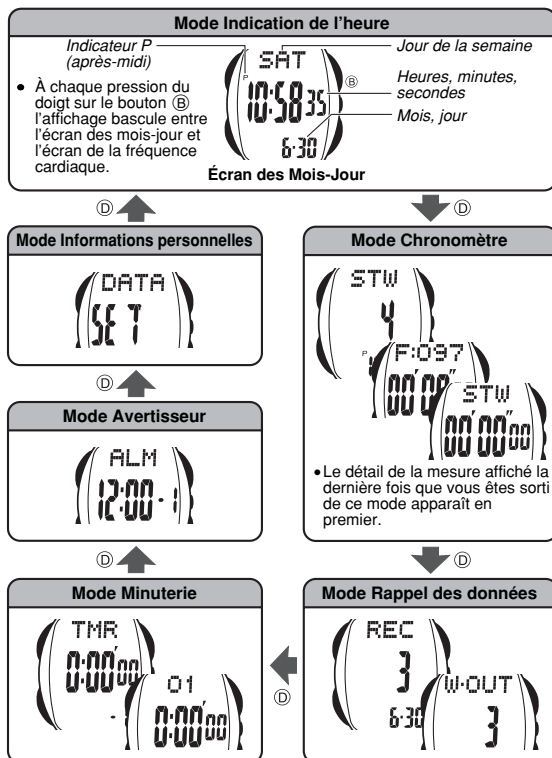 Mode Indication de l'heure
Indicateur P
(après-midi)
• À chaque pression du
doigt sur le bouton Ⓑ
l'affichage bascule entre
l'écran des mois-jour et
l'écran de la fréquence
cardiaque.
SAT
P
10:58 35
6-30
Ⓑ
Jour de la semaine
Heures, minutes,
secondes
Mois, jour
Écran des Mois-Jour
Ⓓ
Ⓓ
Mode Informations personnelles
DATA
SET
Mode Chronomètre
STW
4
P
F:097
STW
00'00"00
• Le détail de la mesure affiché la
dernière fois que vous êtes sorti
de ce mode apparaît en
premier.
Ⓓ
Mode Avertisseur
ALM
12:00-1
Ⓓ
Ⓓ
Mode Minuterie
TMR
0:00'00
01
0:00'00
Ⓓ
Mode Rappel des données
REC
3
6-30
W·OUT
3